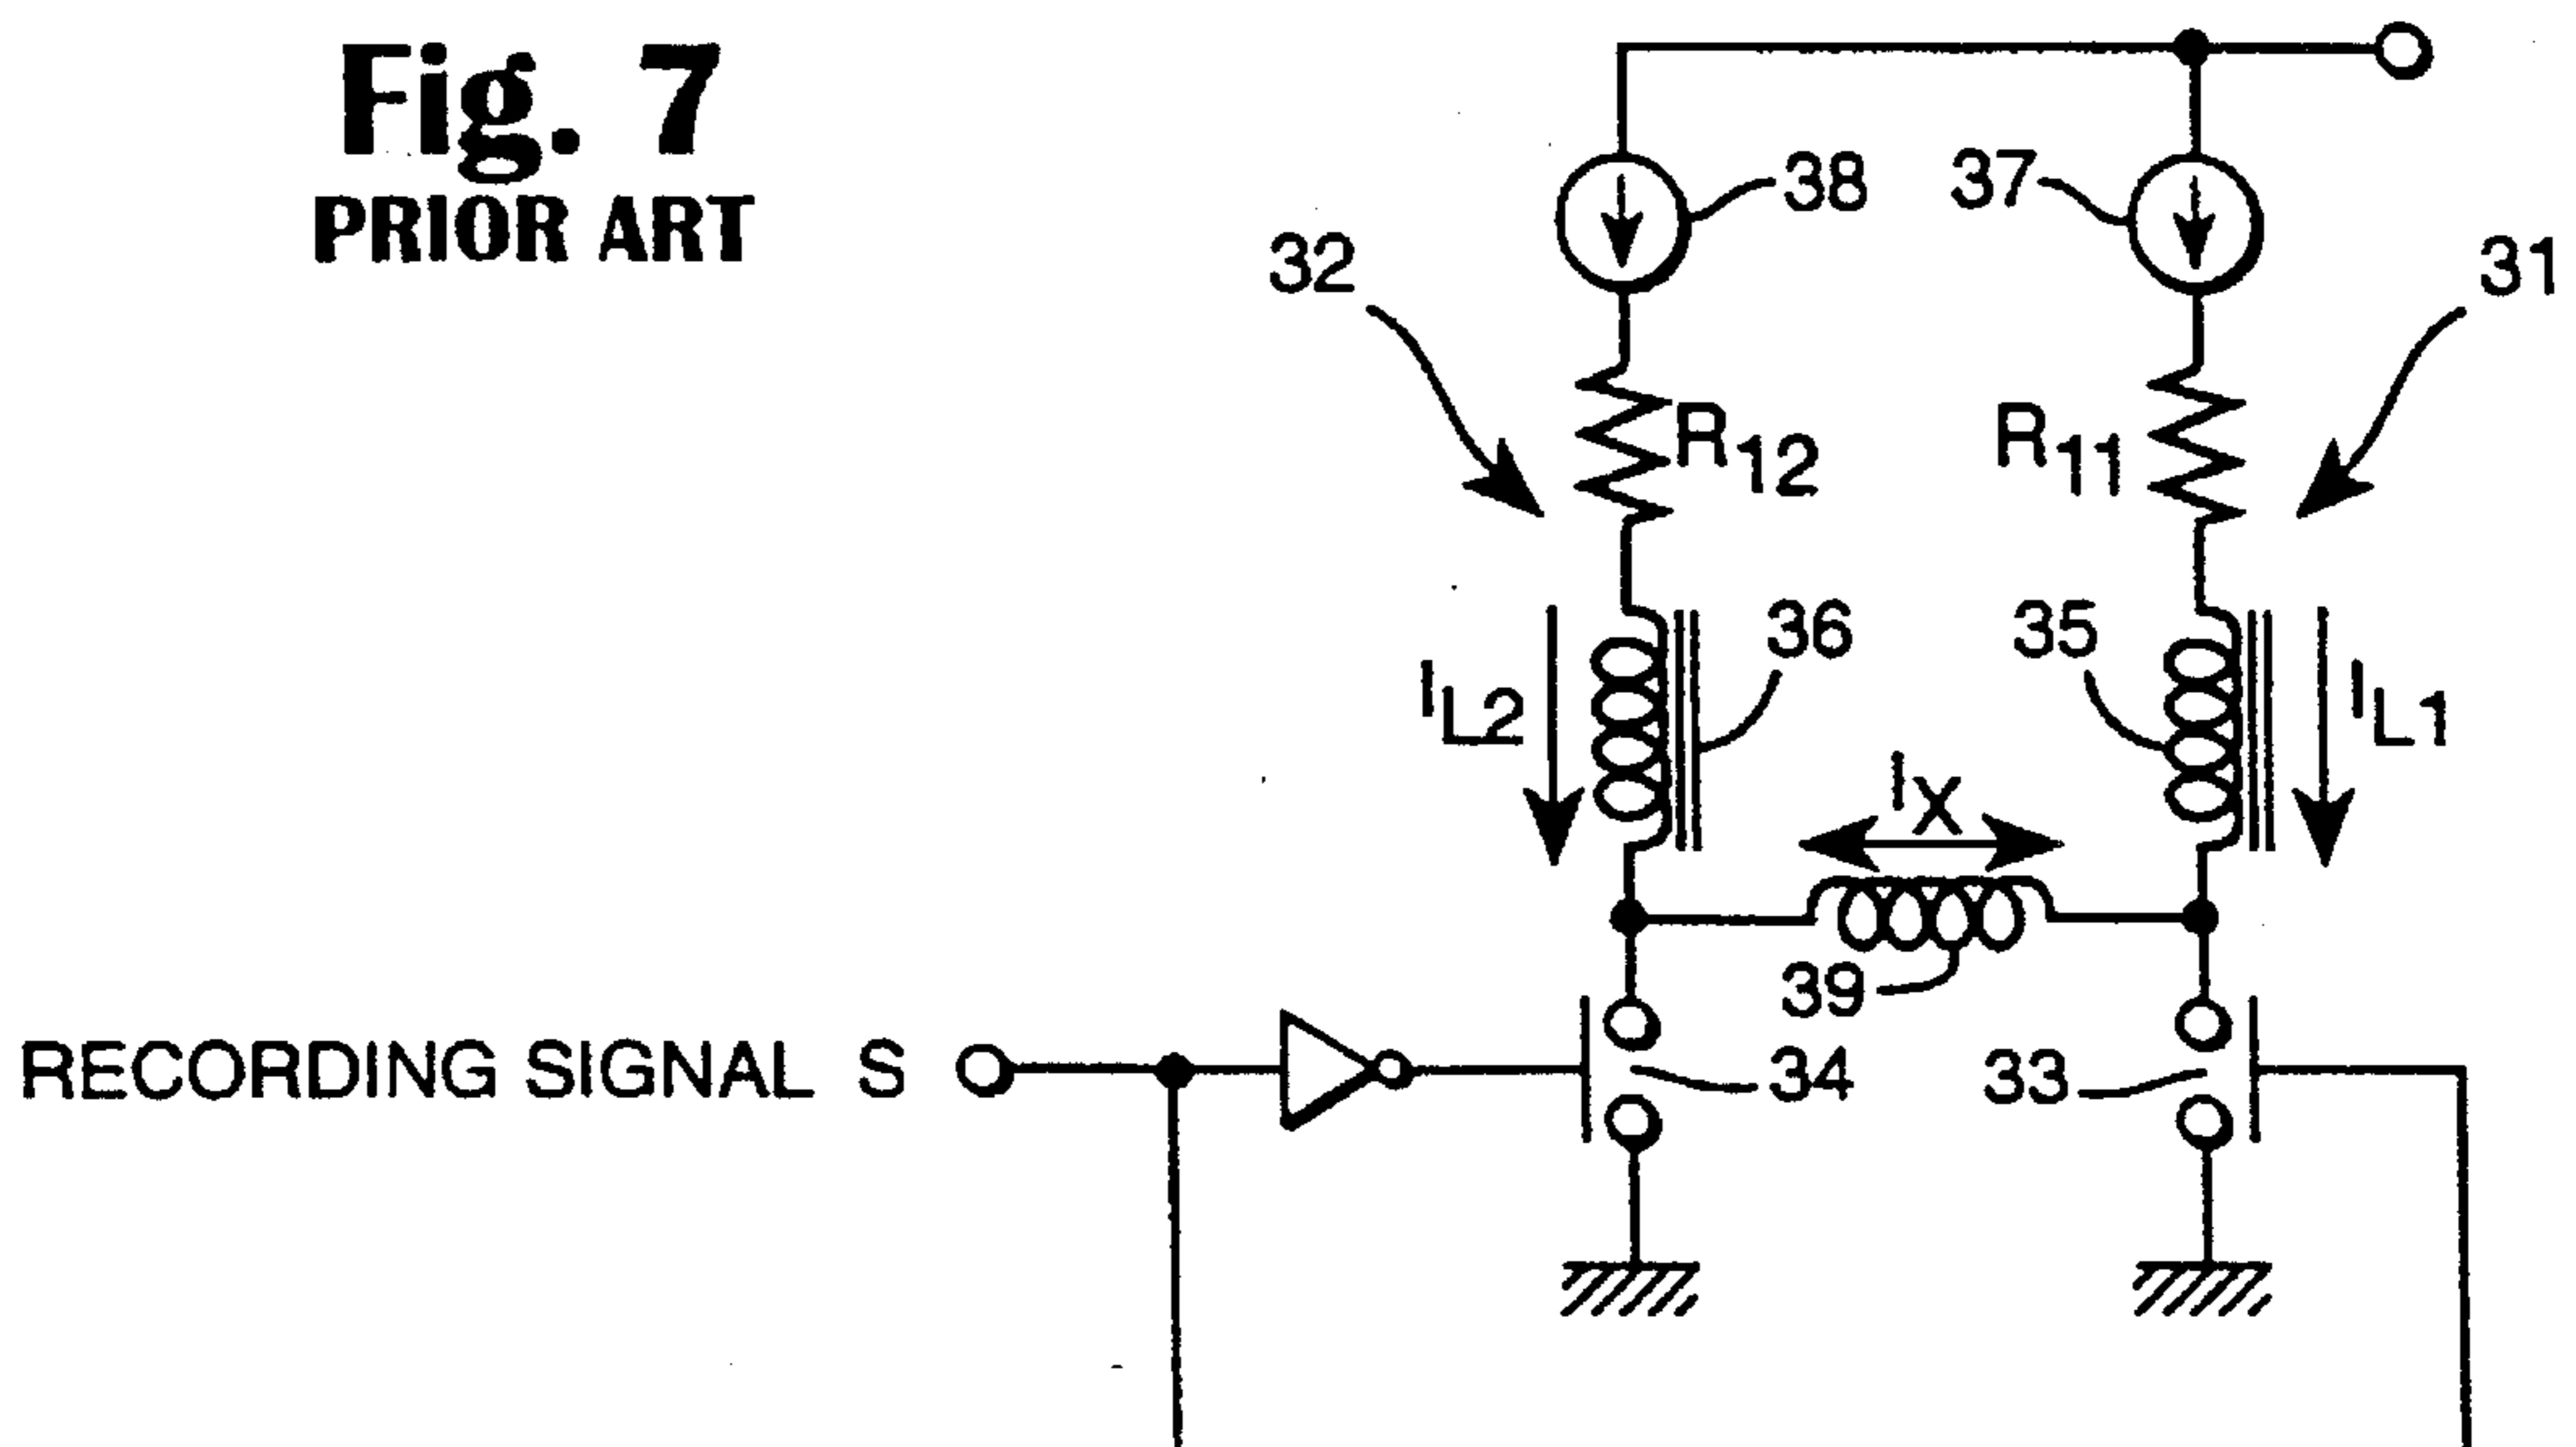 Fig. 7
PRIOR ART
38
37
32
31
R12
R11
36
35
IL2
IL1
IX
39
RECORDING SIGNAL S
34
33